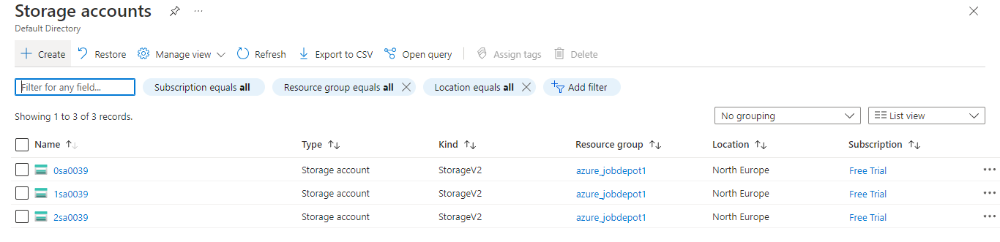 Storage accounts ...
Default Directory
Create Restore Manage view Refresh Export to CSV Open query Assign tags Delete
Filter for any field... Subscription equals all Resource group equals all Location equals all Add filter
Showing 1 to 3 of 3 records. No grouping List view
Name Type Kind Resource group Location Subscription
0sa0039 Storage account StorageV2 azure_jobdepot1 North Europe Free Trial ...
1sa0039 Storage account StorageV2 azure_jobdepot1 North Europe Free Trial ...
2sa0039 Storage account StorageV2 azure_jobdepot1 North Europe Free Trial ...